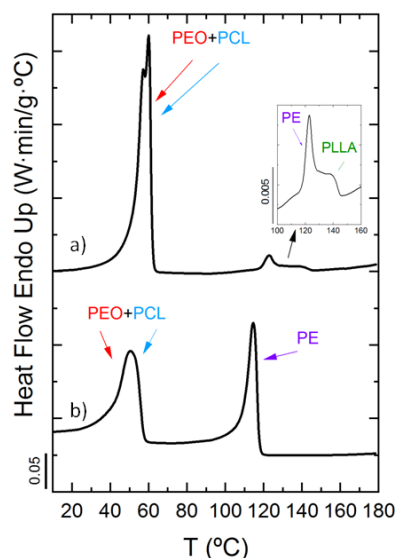 PEO+PCL
PE
PLLA
0.005
100 120 140 160
a)
PEO+PCL
PE
b)
0.05
Heat Flow Endo Up (W·min/g·ºC)
20 40 60 80 100 120 140 160 180
T (ºC)